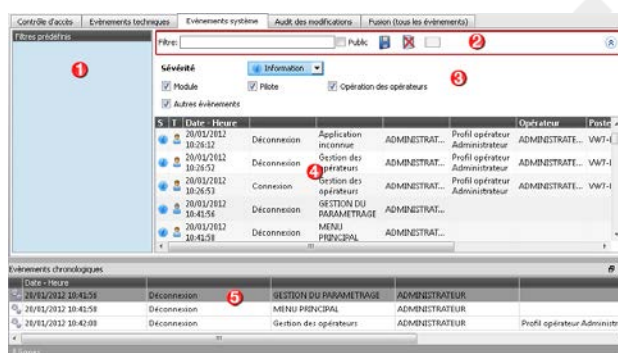 Contrôle d'accès Evènements techniques Evènements système Audit des modifications Fusion (tous les évènements)
Filtres prédéfinis
Filtre: Public
1
2
Sévérité Information
3
Module Pilote Opération des opérateurs
Autres évènements
S T Date - Heure Opérateur Poste
20/01/2012 10:26:12 Déconnexion Application inconnue ADMINISTRAT... Profil opérateur Administrateur ADMINISTRATE... VW7-
20/01/2012 10:26:52 Déconnexion Gestion des opérateurs ADMINISTRAT... Profil opérateur Administrateur ADMINISTRATE... VW7-
4
20/01/2012 10:26:53 Connexion Gestion des opérateurs ADMINISTRAT... Profil opérateur Administrateur ADMINISTRATE... VW7-
20/01/2012 10:41:56 Déconnexion GESTION DU PARAMETRAGE ADMINISTRAT...
20/01/2012 10:41:58 Déconnexion MENU PRINCIPAL ADMINISTRAT...
Evènements chronologiques
Date - Heure
20/01/2012 10:41:56 Déconnexion 5 GESTION DU PARAMETRAGE ADMINISTRATEUR
20/01/2012 10:41:58 Déconnexion MENU PRINCIPAL ADMINISTRATEUR
20/01/2012 10:42:08 Déconnexion Gestion des opérateurs ADMINISTRATEUR Profil opérateur Administr